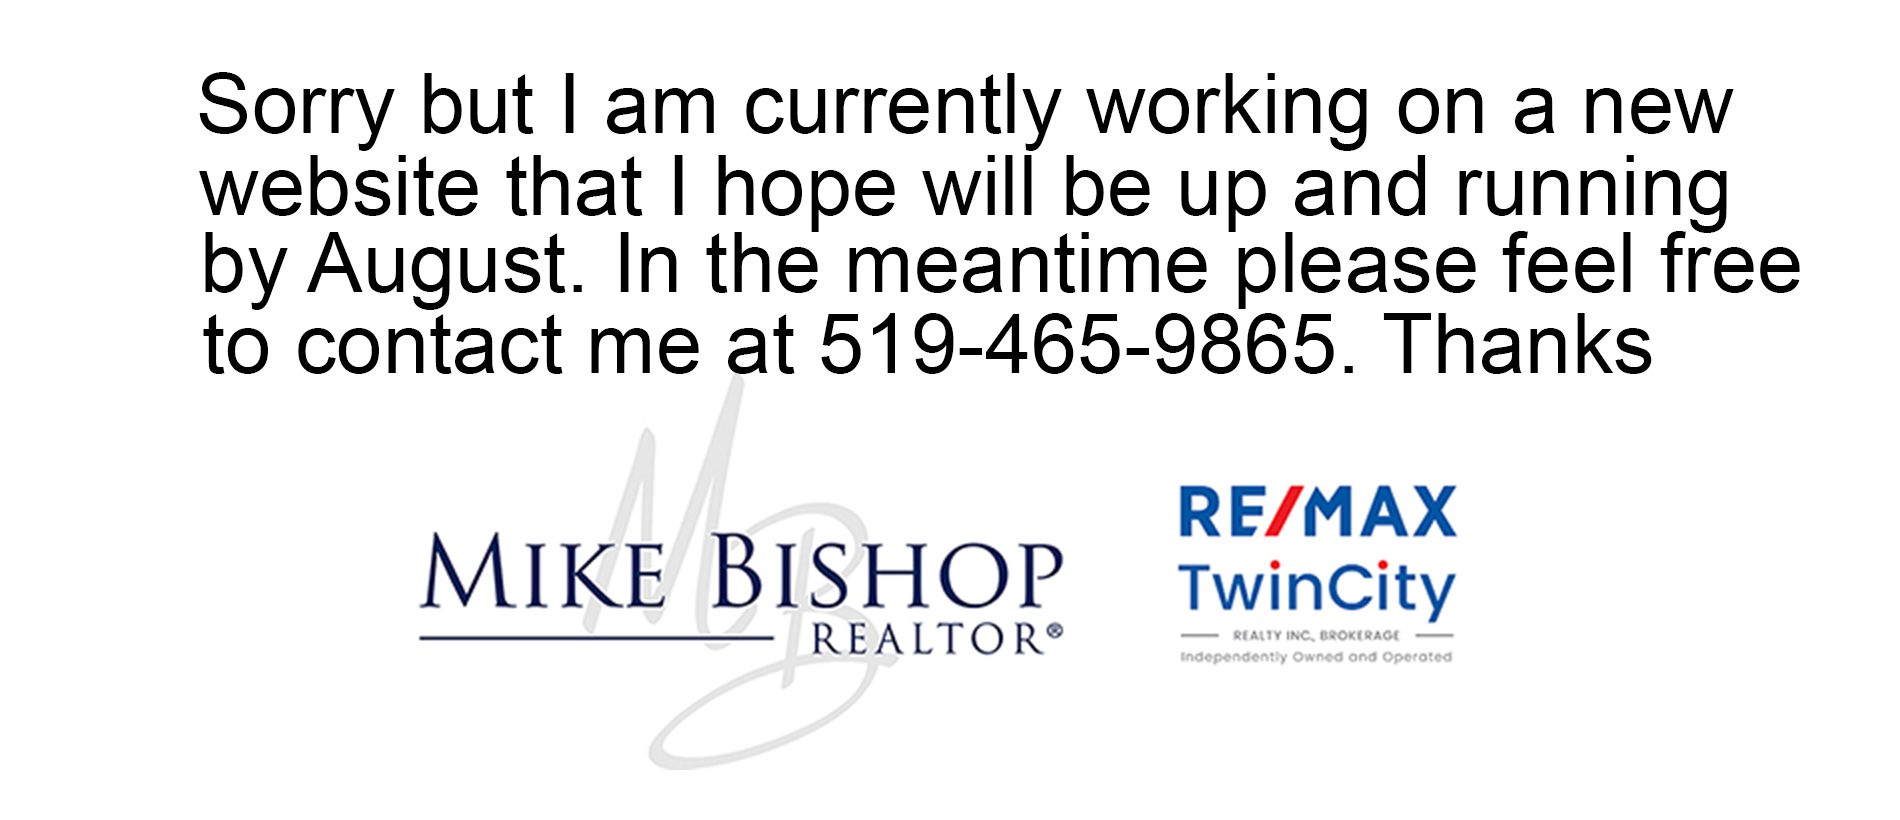 Sorry but I am currently working on a new
website that I hope will be up and running
by August. In the meantime please feel free
to contact me at 519-465-9865. Thanks
MB
MIKE BISHOP
REALTOR®
RE/MAX
TwinCity
REALTY INC., BROKERAGE
Independently Owned and Operated